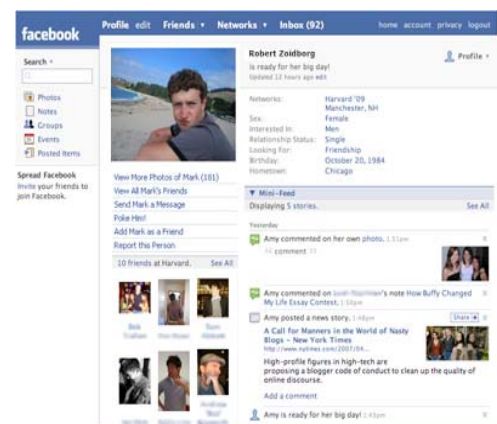 facebook
Profile edit Friends ▾ Networks ▾ Inbox (92)
home account privacy logout
Search ▾
Photos
Notes
Groups
Events
Posted Items
Spread Facebook
Invite your friends to
join Facebook.
View More Photos of Mark (181)
View All Mark's Friends
Send Mark a Message
Poke Him!
Add Mark as a Friend
Report this Person
10 friends at Harvard. See All
Robert Zoidborg
is ready for her big day!
Updated 12 hours ago edit
Profile ▾
Networks: Harvard '09
Manchester, NH
Sex: Female
Interested In: Men
Relationship Status: Single
Looking For: Friendship
Birthday: October 20, 1984
Hometown: Chicago
▼ Mini-Feed
Displaying 5 stories. See All
Yesterday
Amy commented on her own photo. 1:51pm
comment
Amy commented on 's note How Buffy Changed
My Life Essay Contest. 1:50pm
Amy posted a news story. 1:46pm
Share +
A Call for Manners in the World of Nasty
Blogs - New York Times
http://www.nytimes.com/2007/04...
High-profile figures in high-tech are
proposing a blogger code of conduct to clean up the quality of
online discourse.
Add a comment
Amy is ready for her big day! 1:43pm